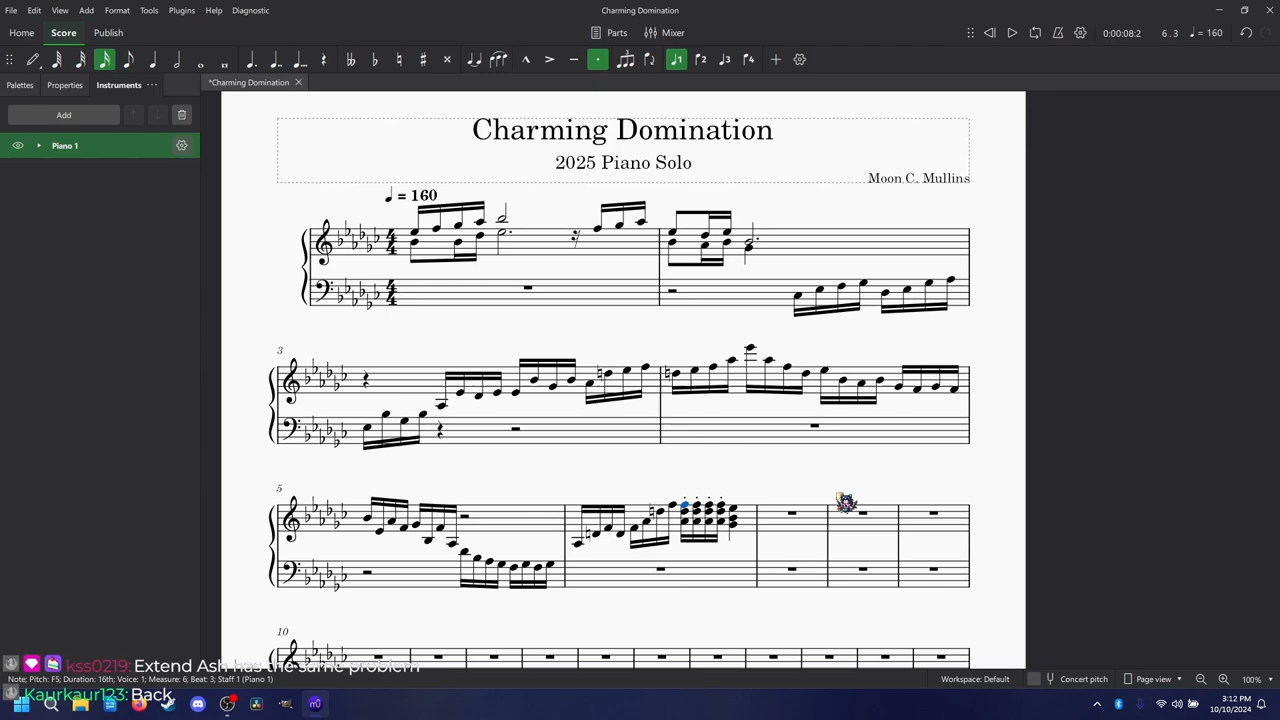 File Edit View Add Format Tools Plugins Help Diagnostic
Charming Domination
Home Score Publish
Parts Mixer
0:00:08:2 6 . 3 = 160
1 2 3 4
Palettes Properties Instruments
*Charming Domination
Add
Piano 1
Charming Domination
2025 Piano Solo
Moon C. Mullins
= 160
3
5
10
kss0219: Extend Ash has the same problem
Note; Pitch: F5; Duration: 16th; Voice: 1; Measure: 6; Beat: 3; Staff 1 (Piano 1)
Workspace: Default Concert pitch Page view 100%
Kaurkaur123: Back
3:12 PM
10/10/2024